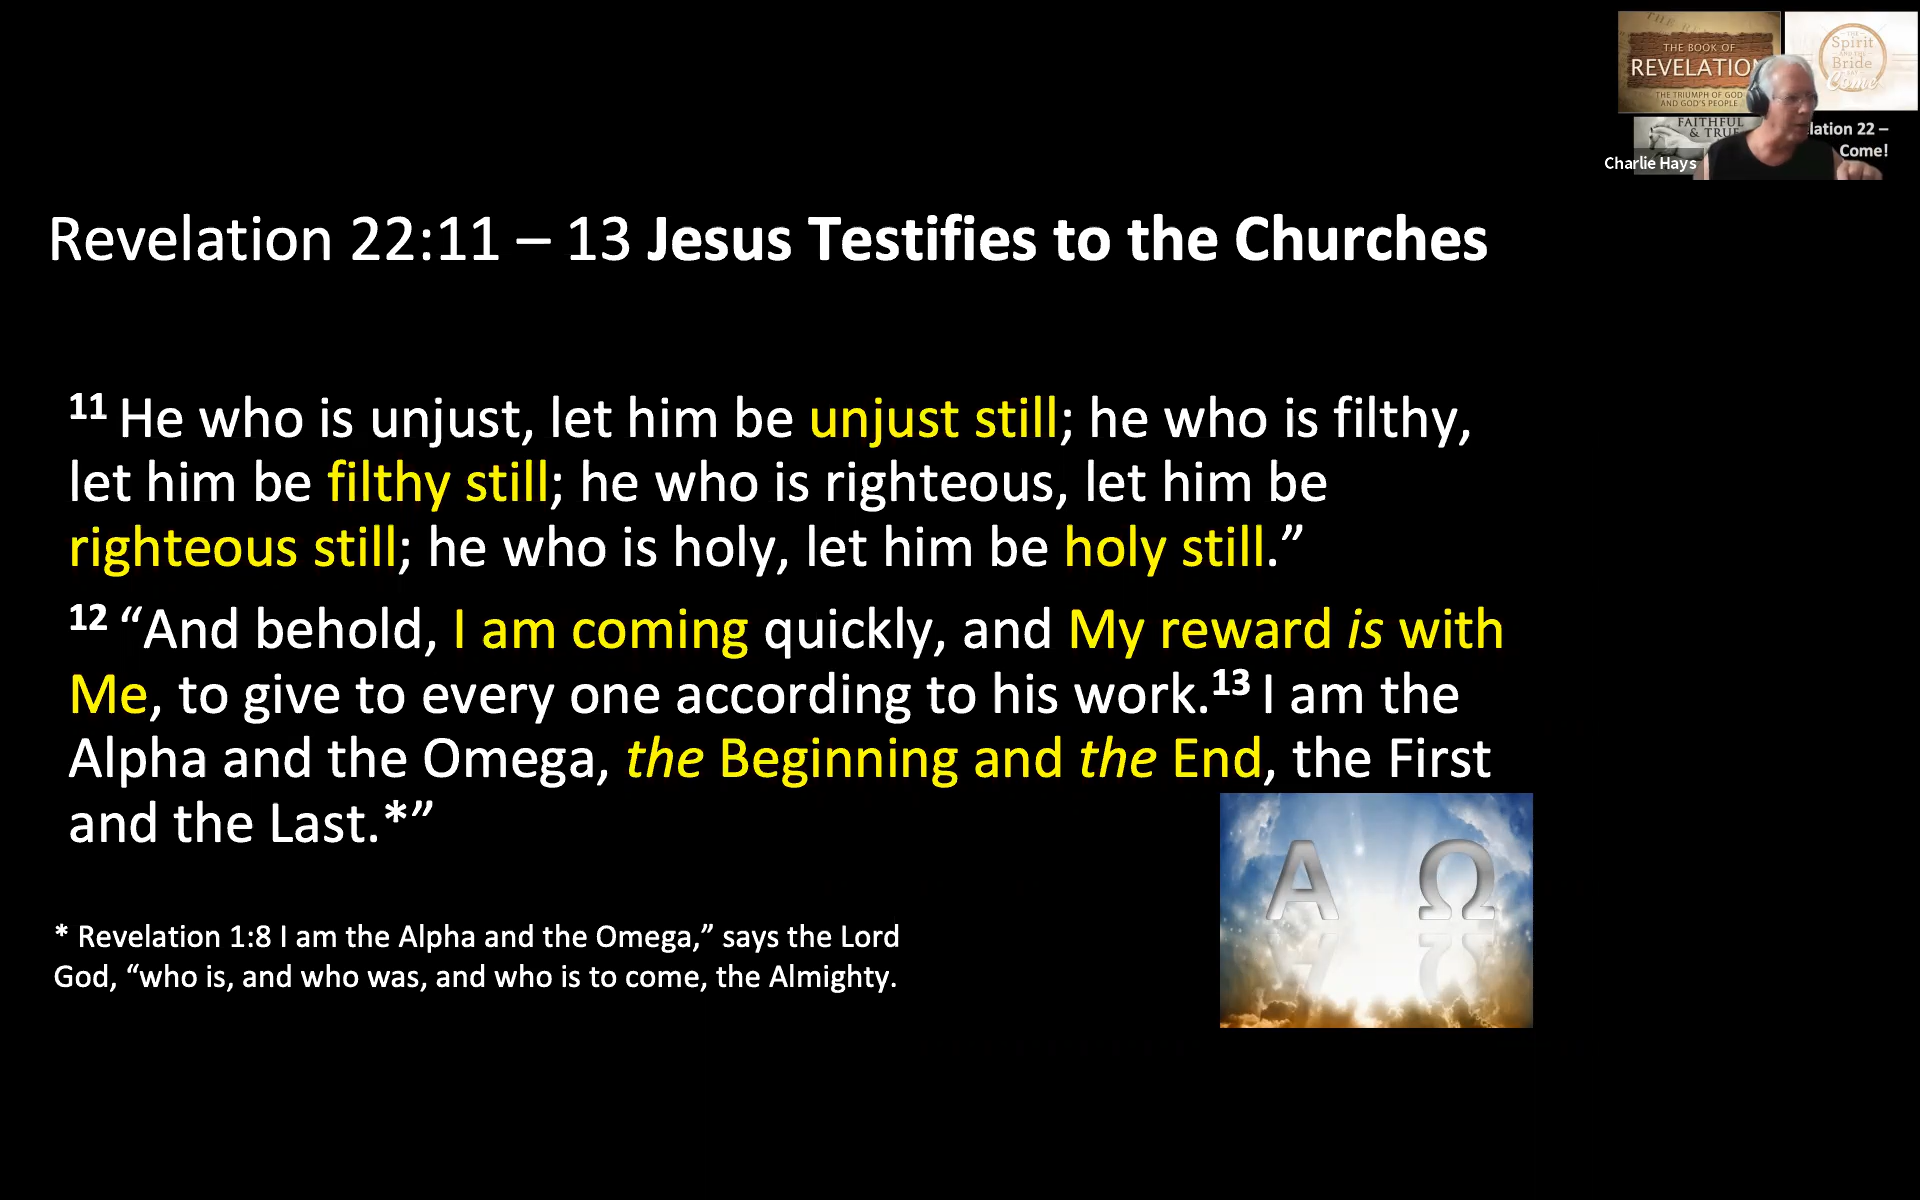 THE BOOK OF
REVELATIO
THE TRIUMPH OF GOD
AND GOD'S PEOPLE
Spirit
AND THE
Bride
Come
FAITHFUL
& TRUE
lation 22 –
Come!
Charlie Hays
Revelation 22:11 – 13 Jesus Testifies to the Churches
11 He who is unjust, let him be unjust still; he who is filthy,
let him be filthy still; he who is righteous, let him be
righteous still; he who is holy, let him be holy still.”
12 “And behold, I am coming quickly, and My reward is with
Me, to give to every one according to his work.13 I am the
Alpha and the Omega, the Beginning and the End, the First
and the Last.*”
Α Ω
* Revelation 1:8 I am the Alpha and the Omega,” says the Lord
God, “who is, and who was, and who is to come, the Almighty.